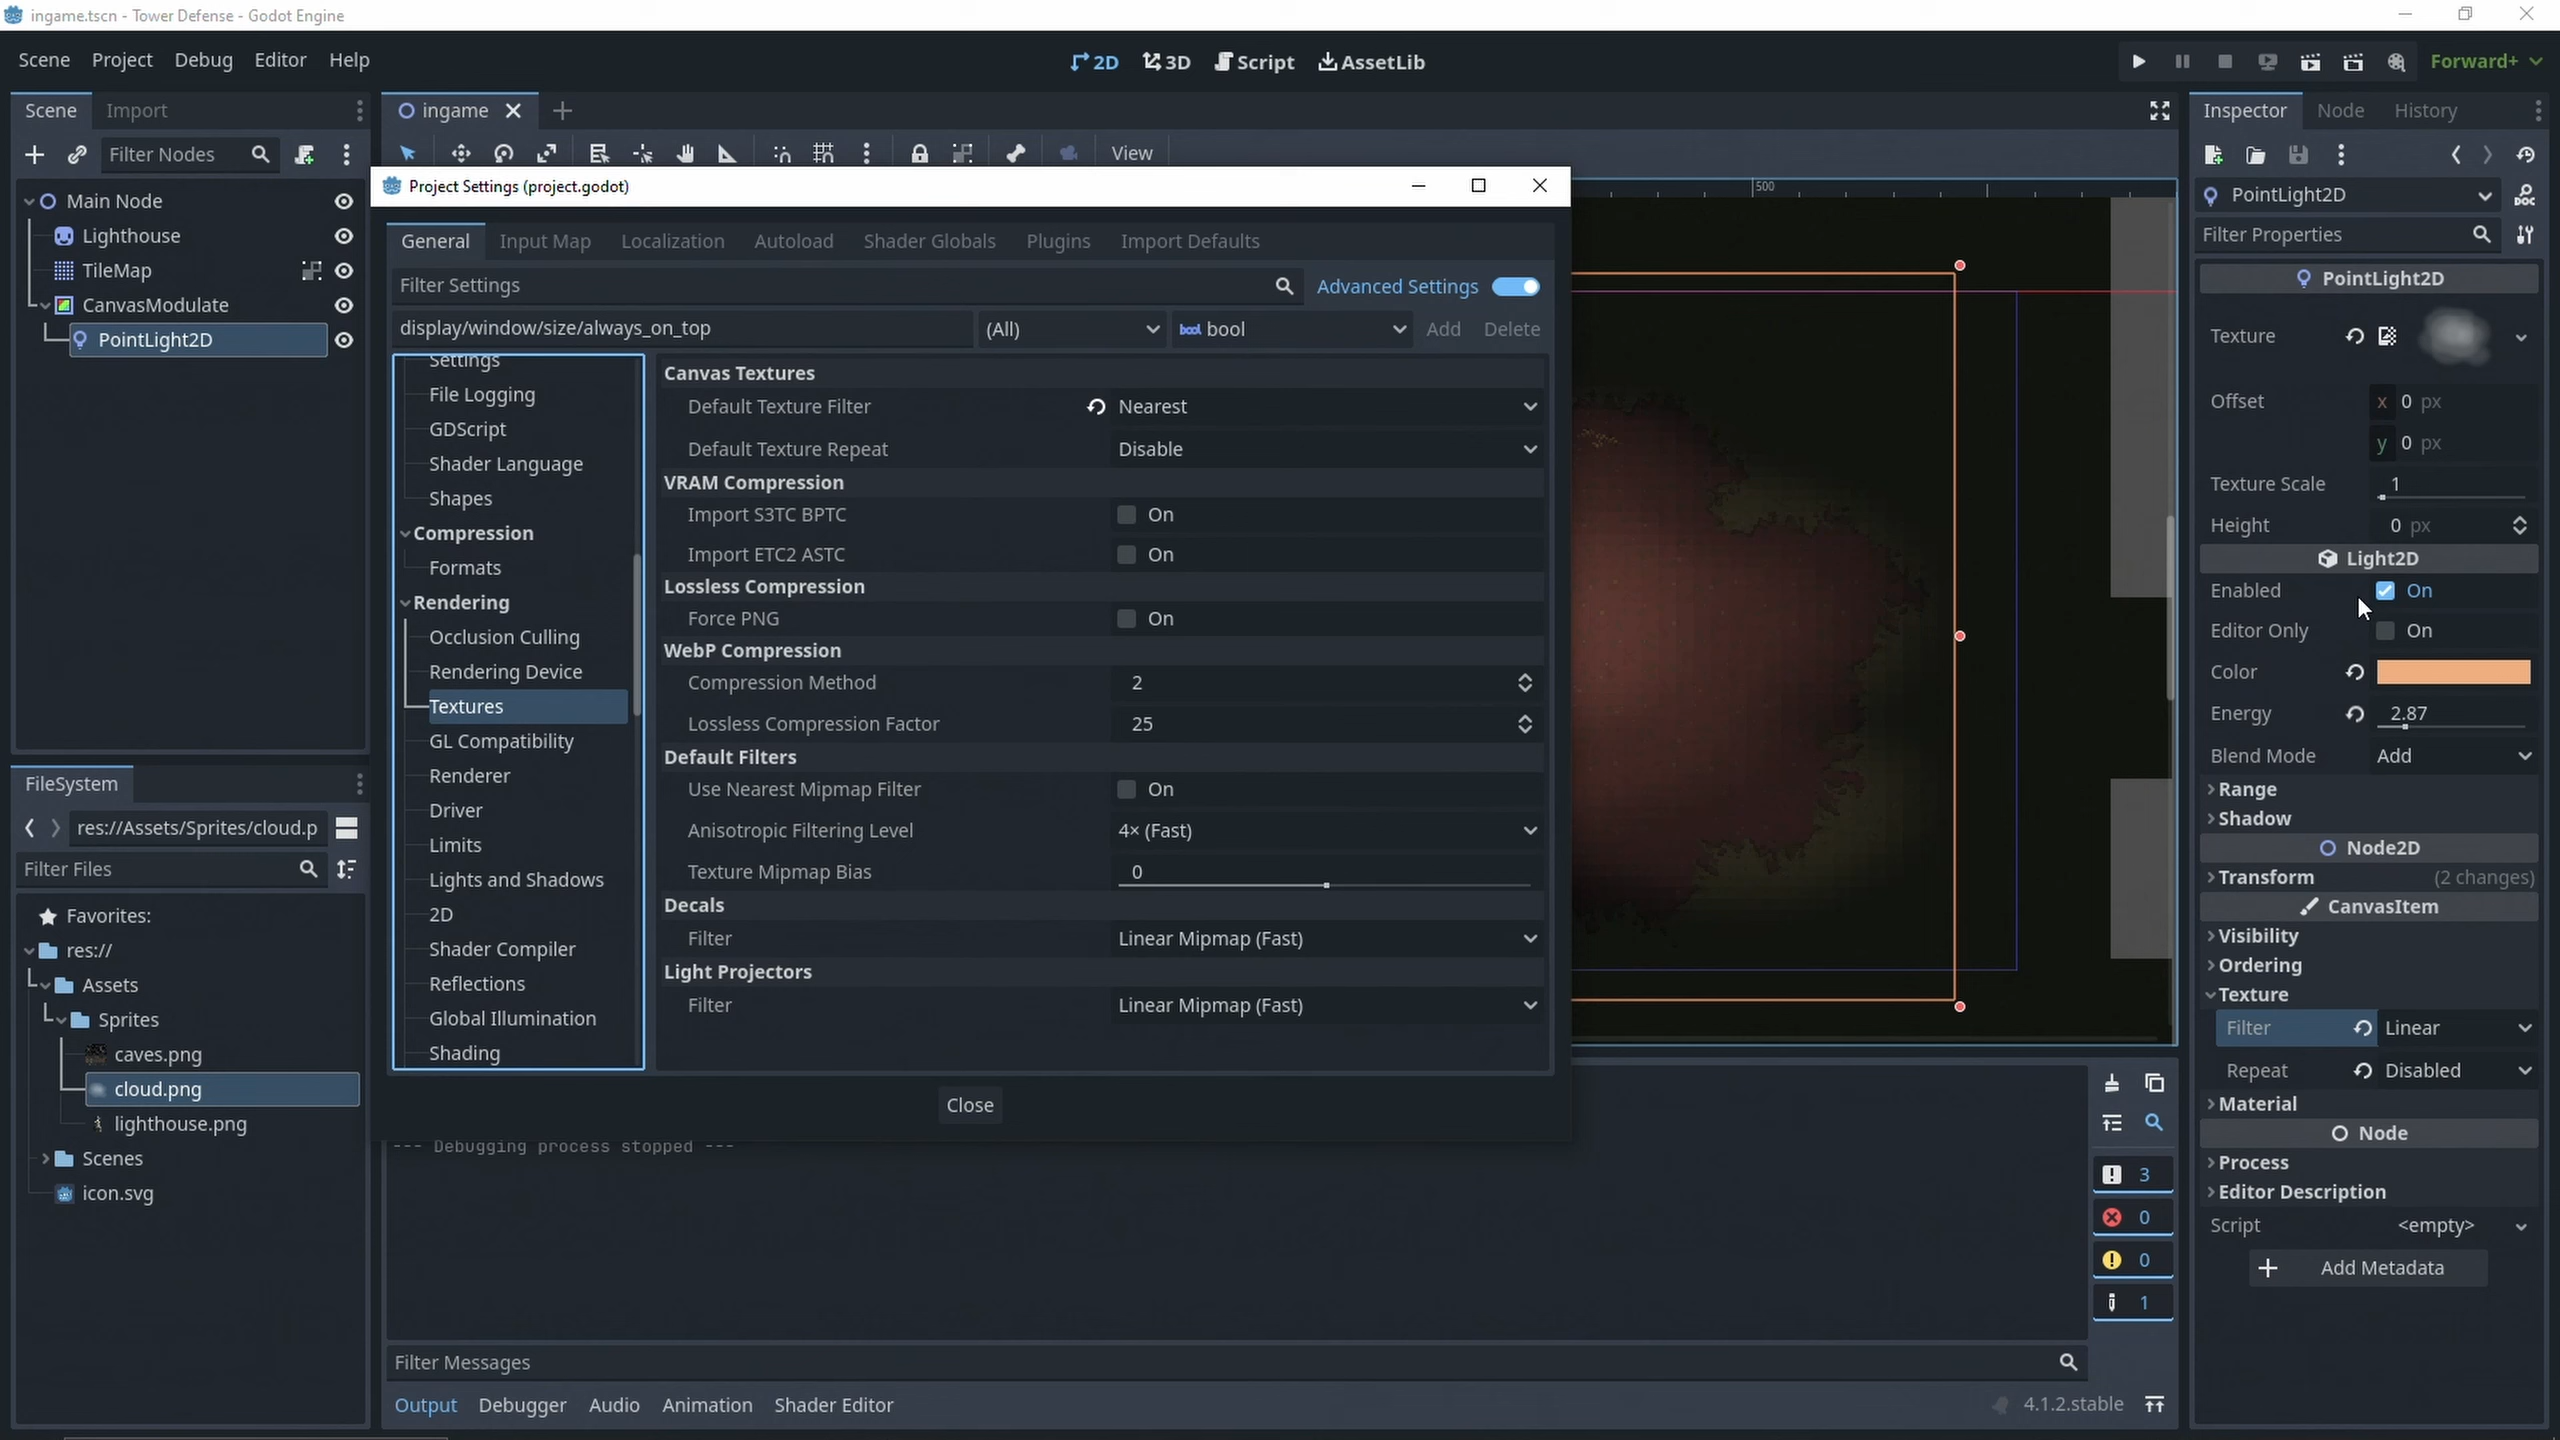 ingame.tscn - Tower Defense - Godot Engine
Scene Project Debug Editor Help
2D 3D Script AssetLib
Forward+
Scene Import
Filter Nodes
Main Node
Lighthouse
TileMap
CanvasModulate
PointLight2D
FileSystem
res://Assets/Sprites/cloud.p
Filter Files
Favorites:
res://
Assets
Sprites
caves.png
cloud.png
lighthouse.png
Scenes
icon.svg
ingame
View
500
Project Settings (project.godot)
General Input Map Localization Autoload Shader Globals Plugins Import Defaults
Filter Settings Advanced Settings
display/window/size/always_on_top (All) bool bool Add Delete
Settings
File Logging
GDScript
Shader Language
Shapes
Compression
Formats
Rendering
Occlusion Culling
Rendering Device
Textures
GL Compatibility
Renderer
Driver
Limits
Lights and Shadows
2D
Shader Compiler
Reflections
Global Illumination
Shading
Canvas Textures
Default Texture Filter Nearest
Default Texture Repeat Disable
VRAM Compression
Import S3TC BPTC On
Import ETC2 ASTC On
Lossless Compression
Force PNG On
WebP Compression
Compression Method 2
Lossless Compression Factor 25
Default Filters
Use Nearest Mipmap Filter On
Anisotropic Filtering Level 4× (Fast)
Texture Mipmap Bias 0
Decals
Filter Linear Mipmap (Fast)
Light Projectors
Filter Linear Mipmap (Fast)
Close
--- Debugging process stopped ---
3
0
0
1
Filter Messages
Output Debugger Audio Animation Shader Editor
4.1.2.stable
Inspector Node History
PointLight2D DOC
Filter Properties
PointLight2D
Texture
Offset x 0 px
y 0 px
Texture Scale 1
Height 0 px
Light2D
Enabled On
Editor Only On
Color
Energy 2.87
Blend Mode Add
Range
Shadow
Node2D
Transform (2 changes)
CanvasItem
Visibility
Ordering
Texture
Filter Linear
Repeat Disabled
Material
Node
Process
Editor Description
Script <empty>
Add Metadata